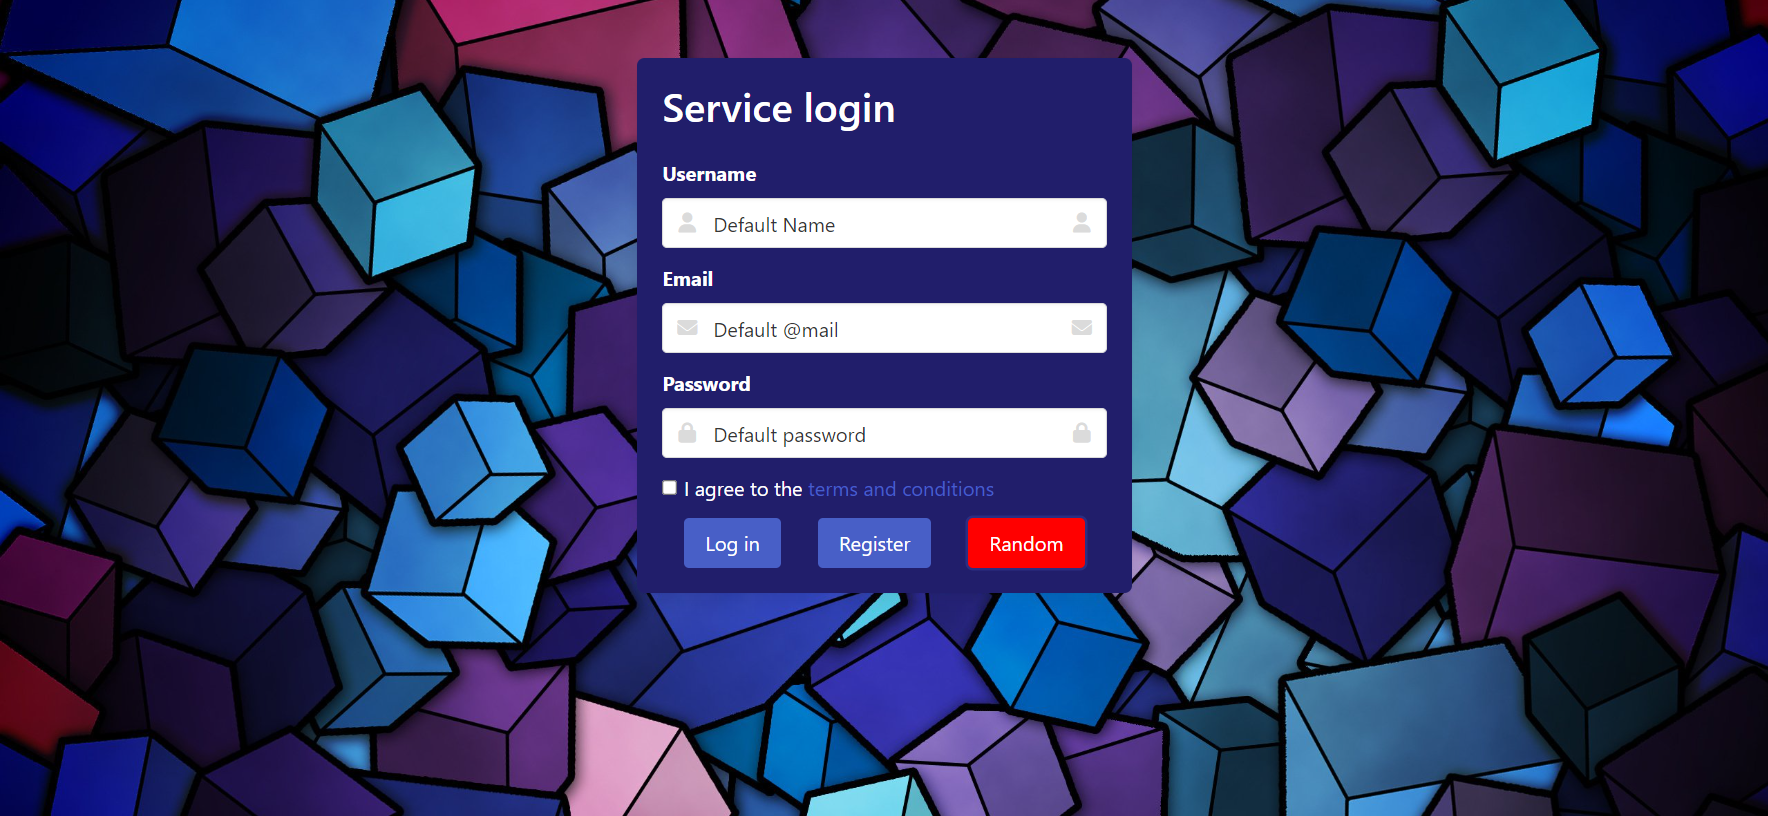 Service login
Username
Default Name
Email
Default @mail
Password
Default password
I agree to the terms and conditions
Log in Register Random